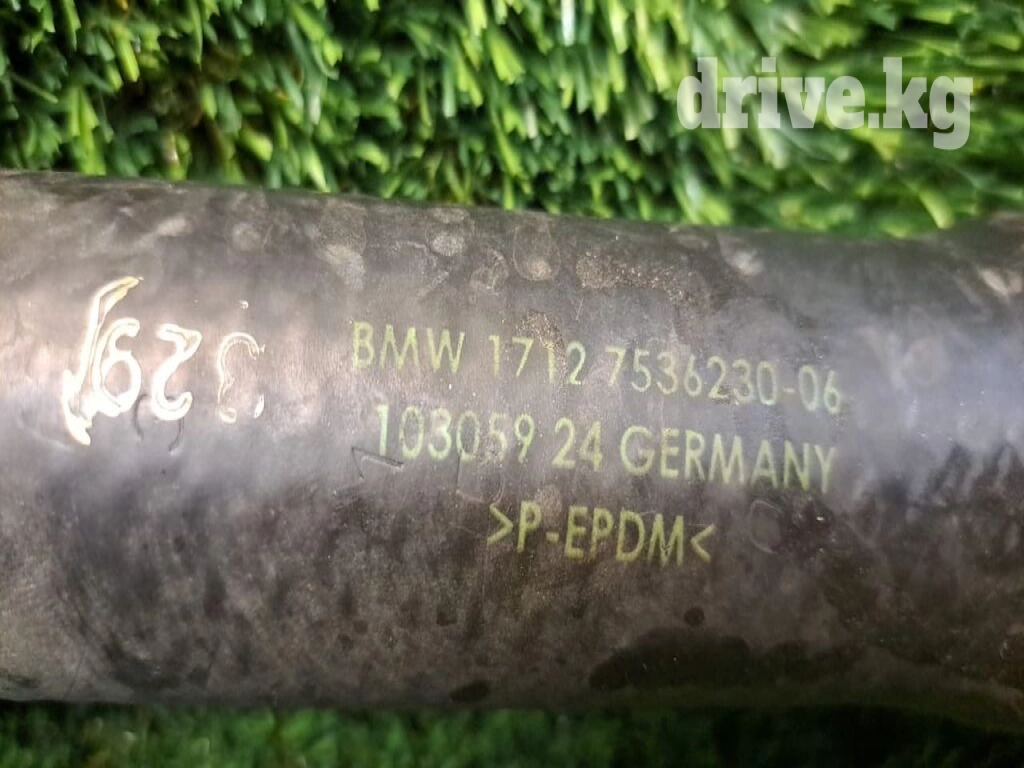 drive.kg
BMW 1712 7536230-06
103059 24 GERMANY
>P-EPDM<